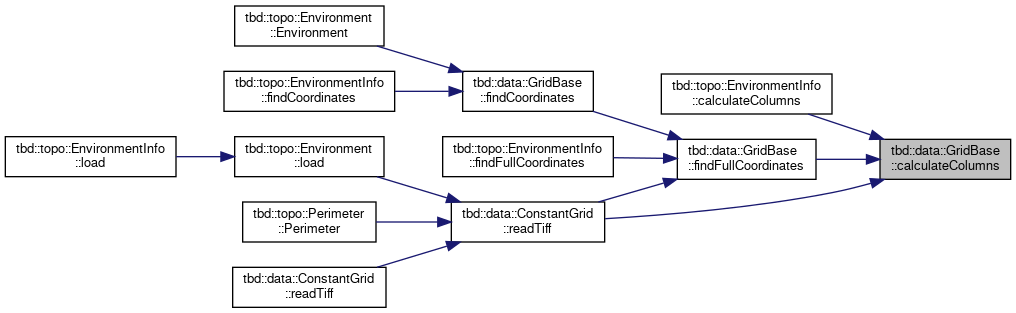 tbd::topo::Environment
::Environment
tbd::topo::EnvironmentInfo
::findCoordinates
tbd::data::GridBase
::findCoordinates
tbd::topo::EnvironmentInfo
::calculateColumns
tbd::topo::EnvironmentInfo
::load
tbd::topo::Environment
::load
tbd::topo::EnvironmentInfo
::findFullCoordinates
tbd::data::GridBase
::findFullCoordinates
tbd::data::GridBase
::calculateColumns
tbd::topo::Perimeter
::Perimeter
tbd::data::ConstantGrid
::readTiff
tbd::data::ConstantGrid
::readTiff